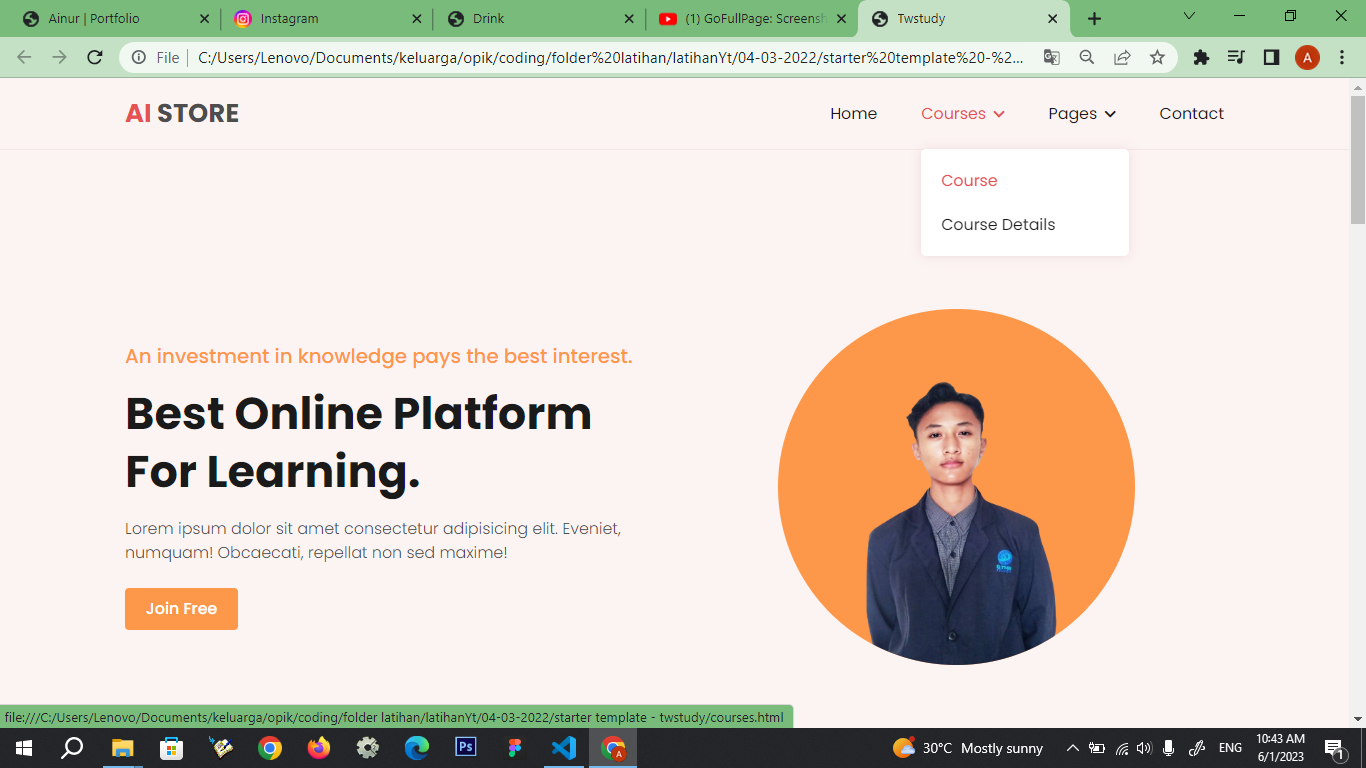 Ainur | Portfolio
Instagram
Drink
(1) GoFullPage: Screensh
Twstudy
File
C:/Users/Lenovo/Documents/keluarga/opik/coding/folder%20latihan/latihanYt/04-03-2022/starter%20template%20-%2...
A
AI STORE
Home
Courses
Pages
Contact
Course
Course Details
An investment in knowledge pays the best interest.
Best Online Platform
For Learning.
Lorem ipsum dolor sit amet consectetur adipisicing elit. Eveniet,
numquam! Obcaecati, repellat non sed maxime!
Join Free
file:///C:/Users/Lenovo/Documents/keluarga/opik/coding/folder latihan/latihanYt/04-03-2022/starter template - twstudy/courses.html
Ps
A
30°C Mostly sunny
ENG
10:43 AM
6/1/2023
1